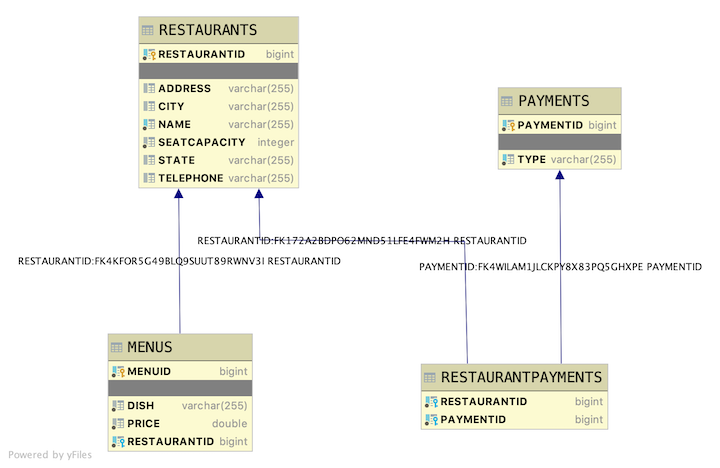 RESTAURANTS
RESTAURANTID bigint
ADDRESS varchar(255)
CITY varchar(255)
NAME varchar(255)
SEATCAPACITY integer
STATE varchar(255)
TELEPHONE varchar(255)
PAYMENTS
PAYMENTID bigint
TYPE varchar(255)
RESTAURANTID:FK172A2BDPO62MND51LFE4FWM2H RESTAURANTID
RESTAURANTID:FK4KFOR5G49BLQ9SUUT89RWNV3I RESTAURANTID
PAYMENTID:FK4WILAM1JLCKPY8X83PQ5GHXPE PAYMENTID
MENUS
MENUID bigint
DISH varchar(255)
PRICE double
RESTAURANTID bigint
RESTAURANTPAYMENTS
RESTAURANTID bigint
PAYMENTID bigint
Powered by yFiles